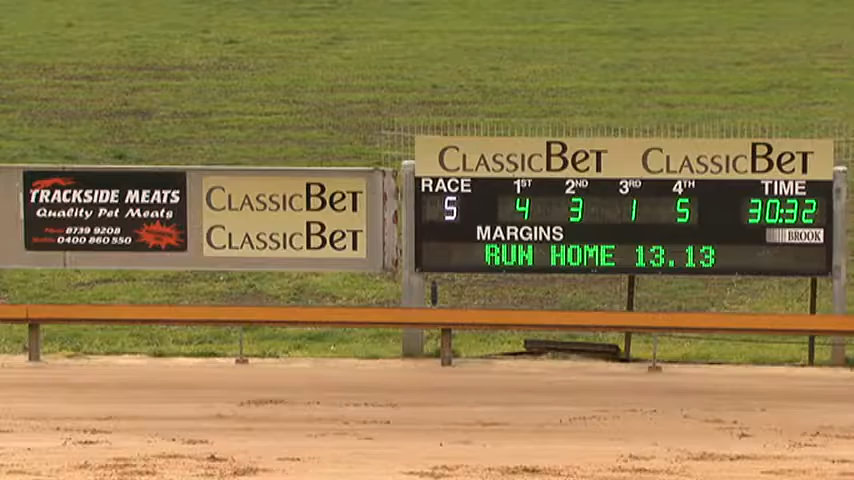 TRACKSIDE MEATS
Quality Pet Meats
8739 9208
0400 860 550
CLASSICBET
CLASSICBET
CLASSICBET CLASSICBET
RACE 1ST 2ND 3RD 4TH TIME
5 4 3 1 5 30:32
BROOK
MARGINS
RUN HOME 13.13